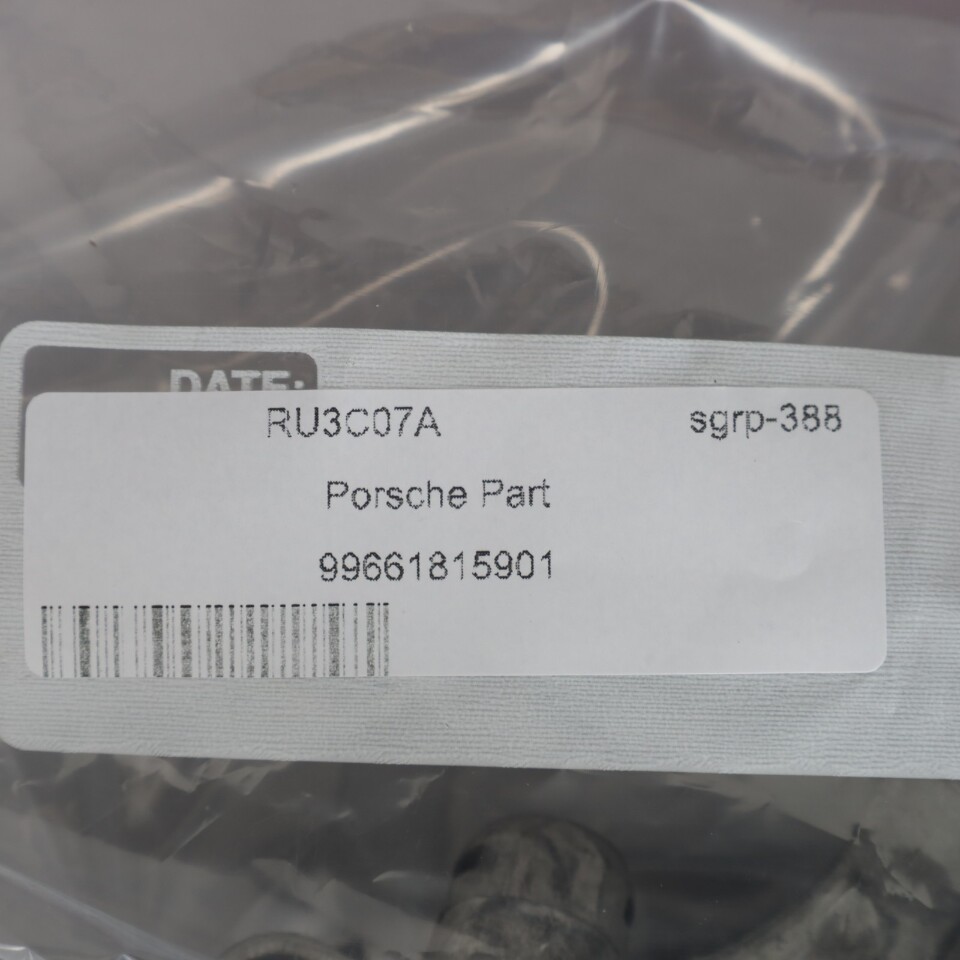 DATE:
RU3C07A sgrp-388
Porsche Part
99661815901